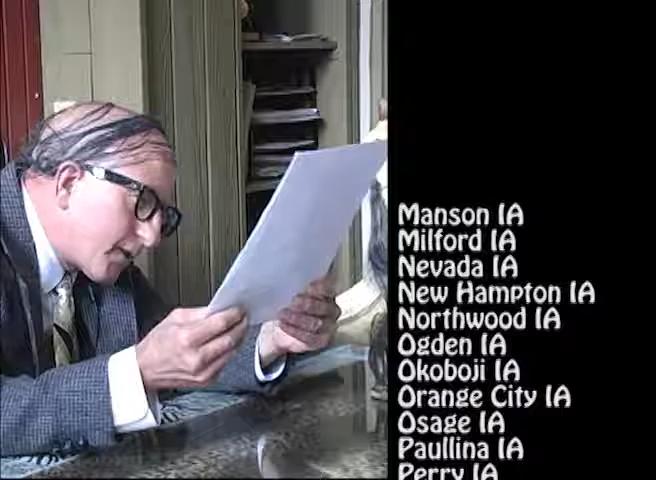 Manson IA
Milford IA
Nevada IA
New Hampton IA
Northwood IA
Ogden IA
Okoboji IA
Orange City IA
Osage IA
Paullina IA
Perry IA